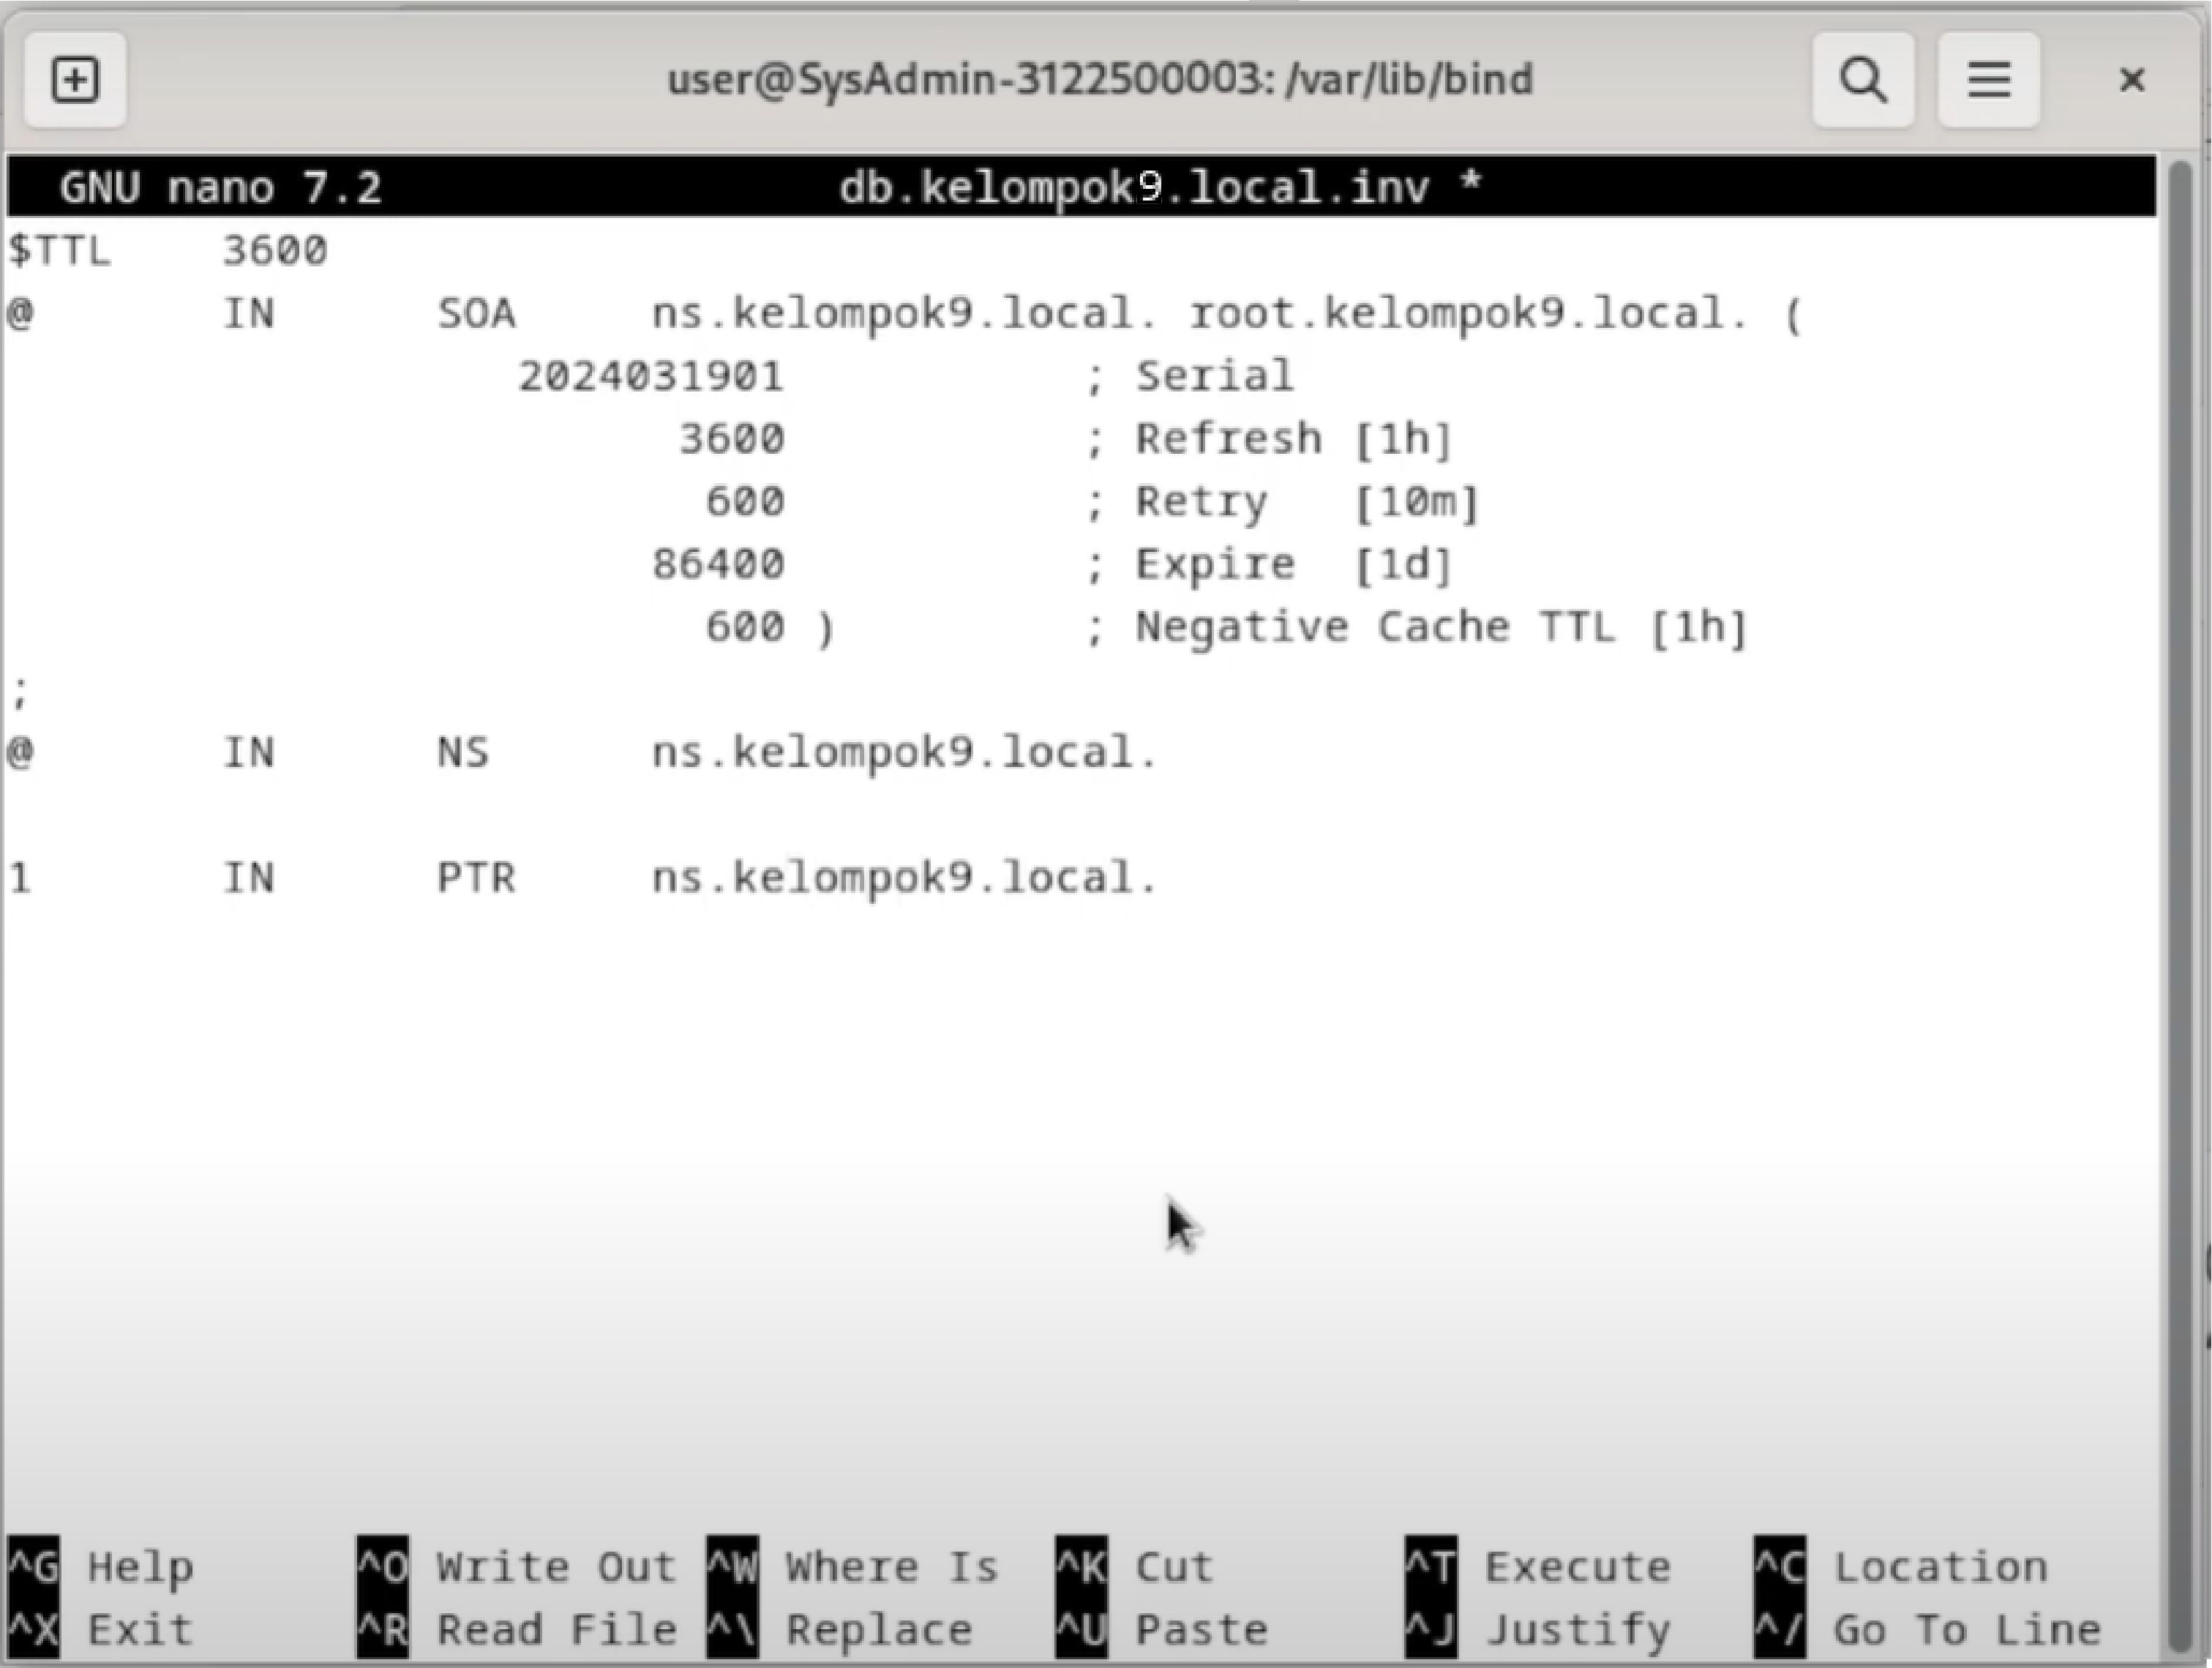 user@SysAdmin-3122500003: /var/lib/bind
GNU nano 7.2 db.kelompok9.local.inv *
$TTL 3600
@ IN SOA ns.kelompok9.local. root.kelompok9.local. (
2024031901 ; Serial
3600 ; Refresh [1h]
600 ; Retry [10m]
86400 ; Expire [1d]
600 ) ; Negative Cache TTL [1h]
;
@ IN NS ns.kelompok9.local.
1 IN PTR ns.kelompok9.local.
^G Help ^O Write Out ^W Where Is ^K Cut ^T Execute ^C Location
^X Exit ^R Read File ^\ Replace ^U Paste ^J Justify ^/ Go To Line